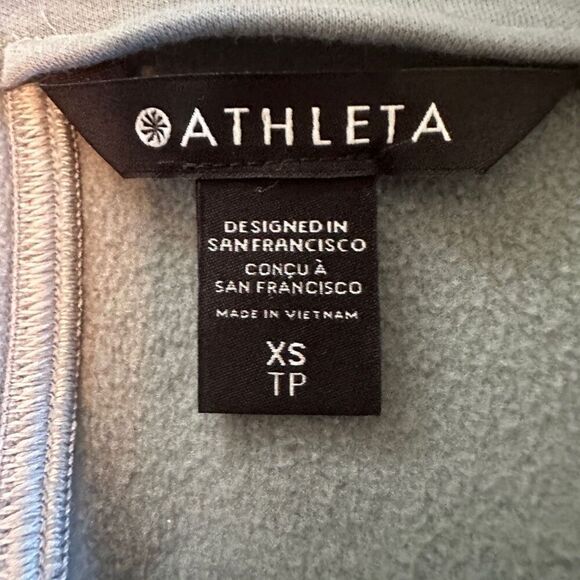 ATHLETA
DESIGNED IN
SAN FRANCISCO
CONÇU À
SAN FRANCISCO
MADE IN VIETNAM
XS
TP